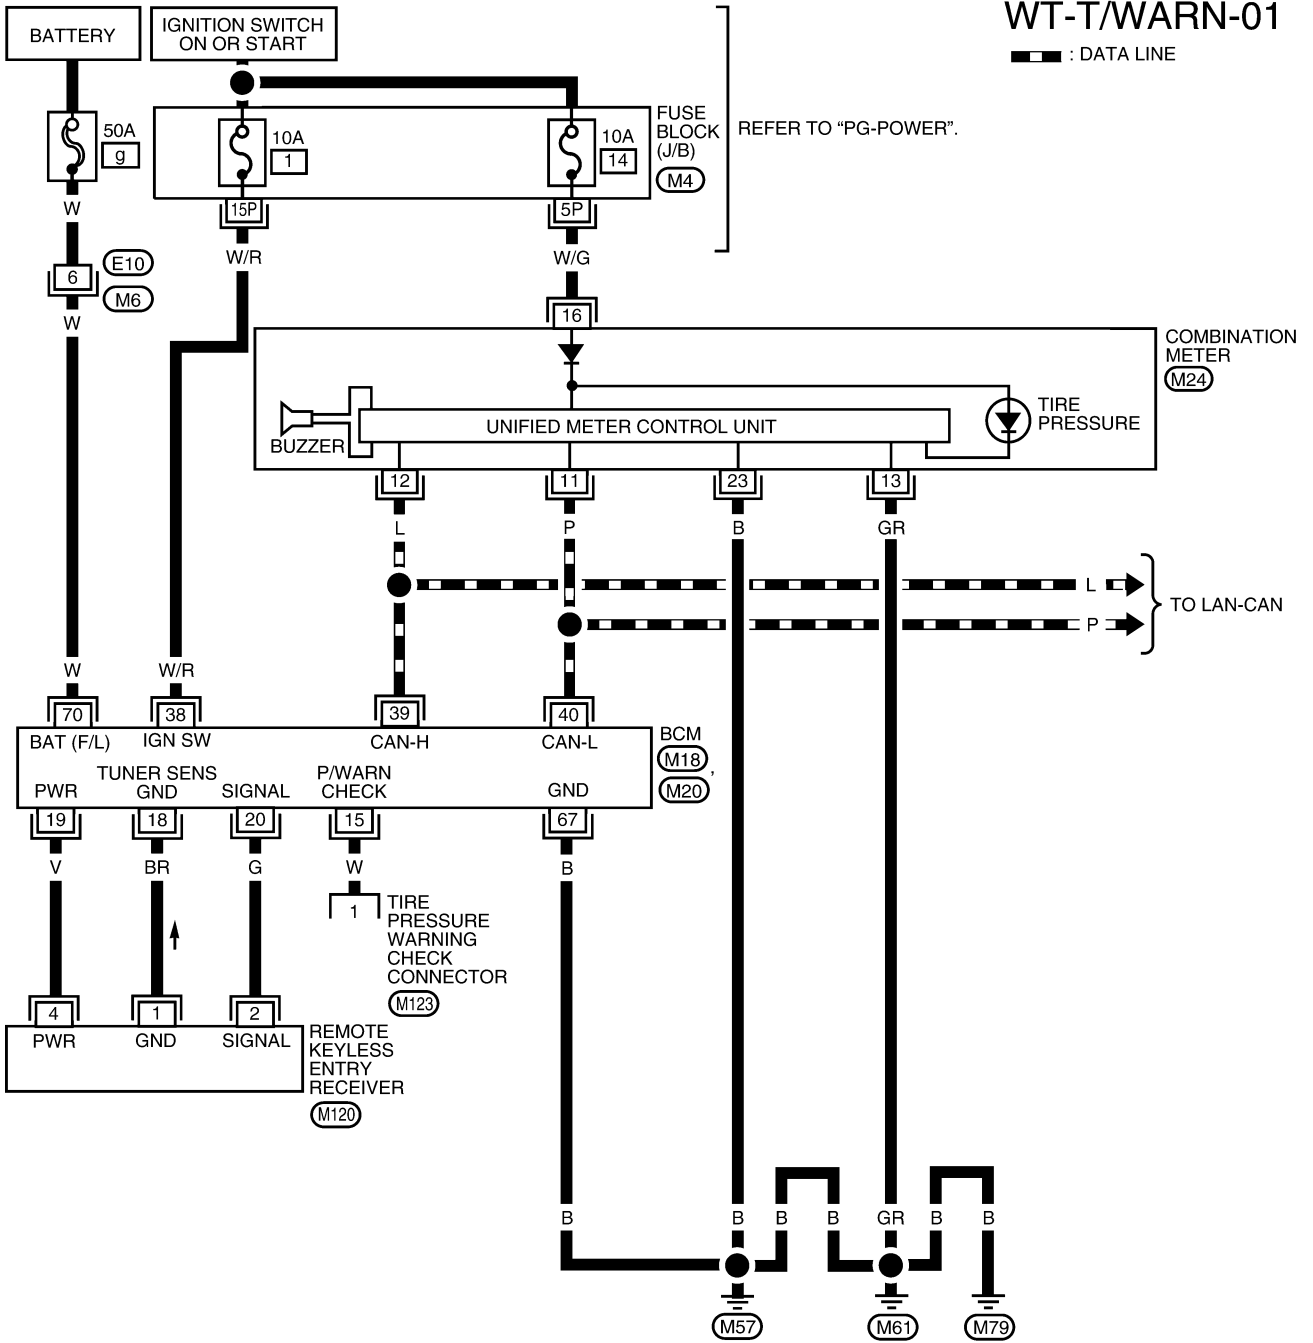 WT-T/WARN-01
: DATA LINE
BATTERY
IGNITION SWITCH
ON OR START
50A
g
10A
1
10A
14
FUSE
BLOCK
(J/B)
M4
REFER TO “PG-POWER”.
W
15P
5P
W/R
W/G
6
E10
M6
W
16
COMBINATION
METER
M24
BUZZER
UNIFIED METER CONTROL UNIT
TIRE
PRESSURE
12
11
23
13
L
P
B
GR
L
P
TO LAN-CAN
W
W/R
70
38
39
40
BAT (F/L)
IGN SW
CAN-H
CAN-L
BCM
M18
,
M20
PWR
TUNER SENS
GND
SIGNAL
P/WARN
CHECK
GND
19
18
20
15
67
V
BR
G
W
B
1
TIRE
PRESSURE
WARNING
CHECK
CONNECTOR
M123
4
1
2
PWR
GND
SIGNAL
REMOTE
KEYLESS
ENTRY
RECEIVER
M120
B
B
B
B
GR
B
B
M57
M61
M79